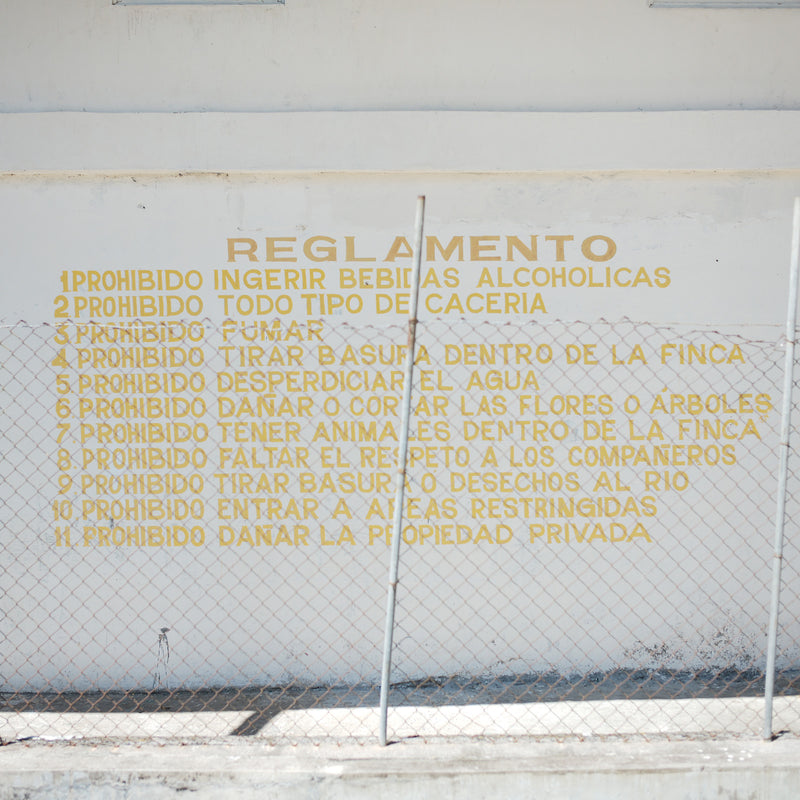 REGLAMENTO
1 PROHIBIDO INGERIR BEBIDAS ALCOHOLICAS
2 PROHIBIDO TODO TIPO DE CACERIA
3 PROHIBIDO FUMAR
4 PROHIBIDO TIRAR BASURA DENTRO DE LA FINCA
5 PROHIBIDO DESPERDICIAR EL AGUA
6 PROHIBIDO DAÑAR O CORTAR LAS FLORES O ÁRBOLES
7 PROHIBIDO TENER ANIMALES DENTRO DE LA FINCA
8 PROHIBIDO FALTAR EL RESPETO A LOS COMPAÑEROS
9 PROHIBIDO TIRAR BASURA O DESECHOS AL RIO
10 PROHIBIDO ENTRAR A AREAS RESTRINGIDAS
11. PROHIBIDO DAÑAR LA PROPIEDAD PRIVADA